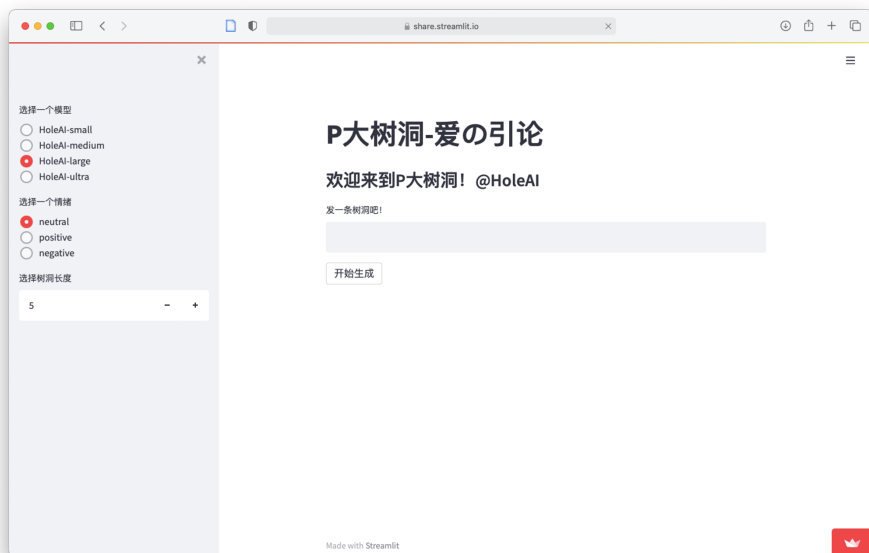 share.streamlit.io
选择一个模型
HoleAI-small
HoleAI-medium
HoleAI-large
HoleAI-ultra
选择一个情绪
neutral
positive
negative
选择树洞长度
5
P大树洞-爱の引论
欢迎来到P大树洞！@HoleAI
发一条树洞吧！
开始生成
Made with Streamlit